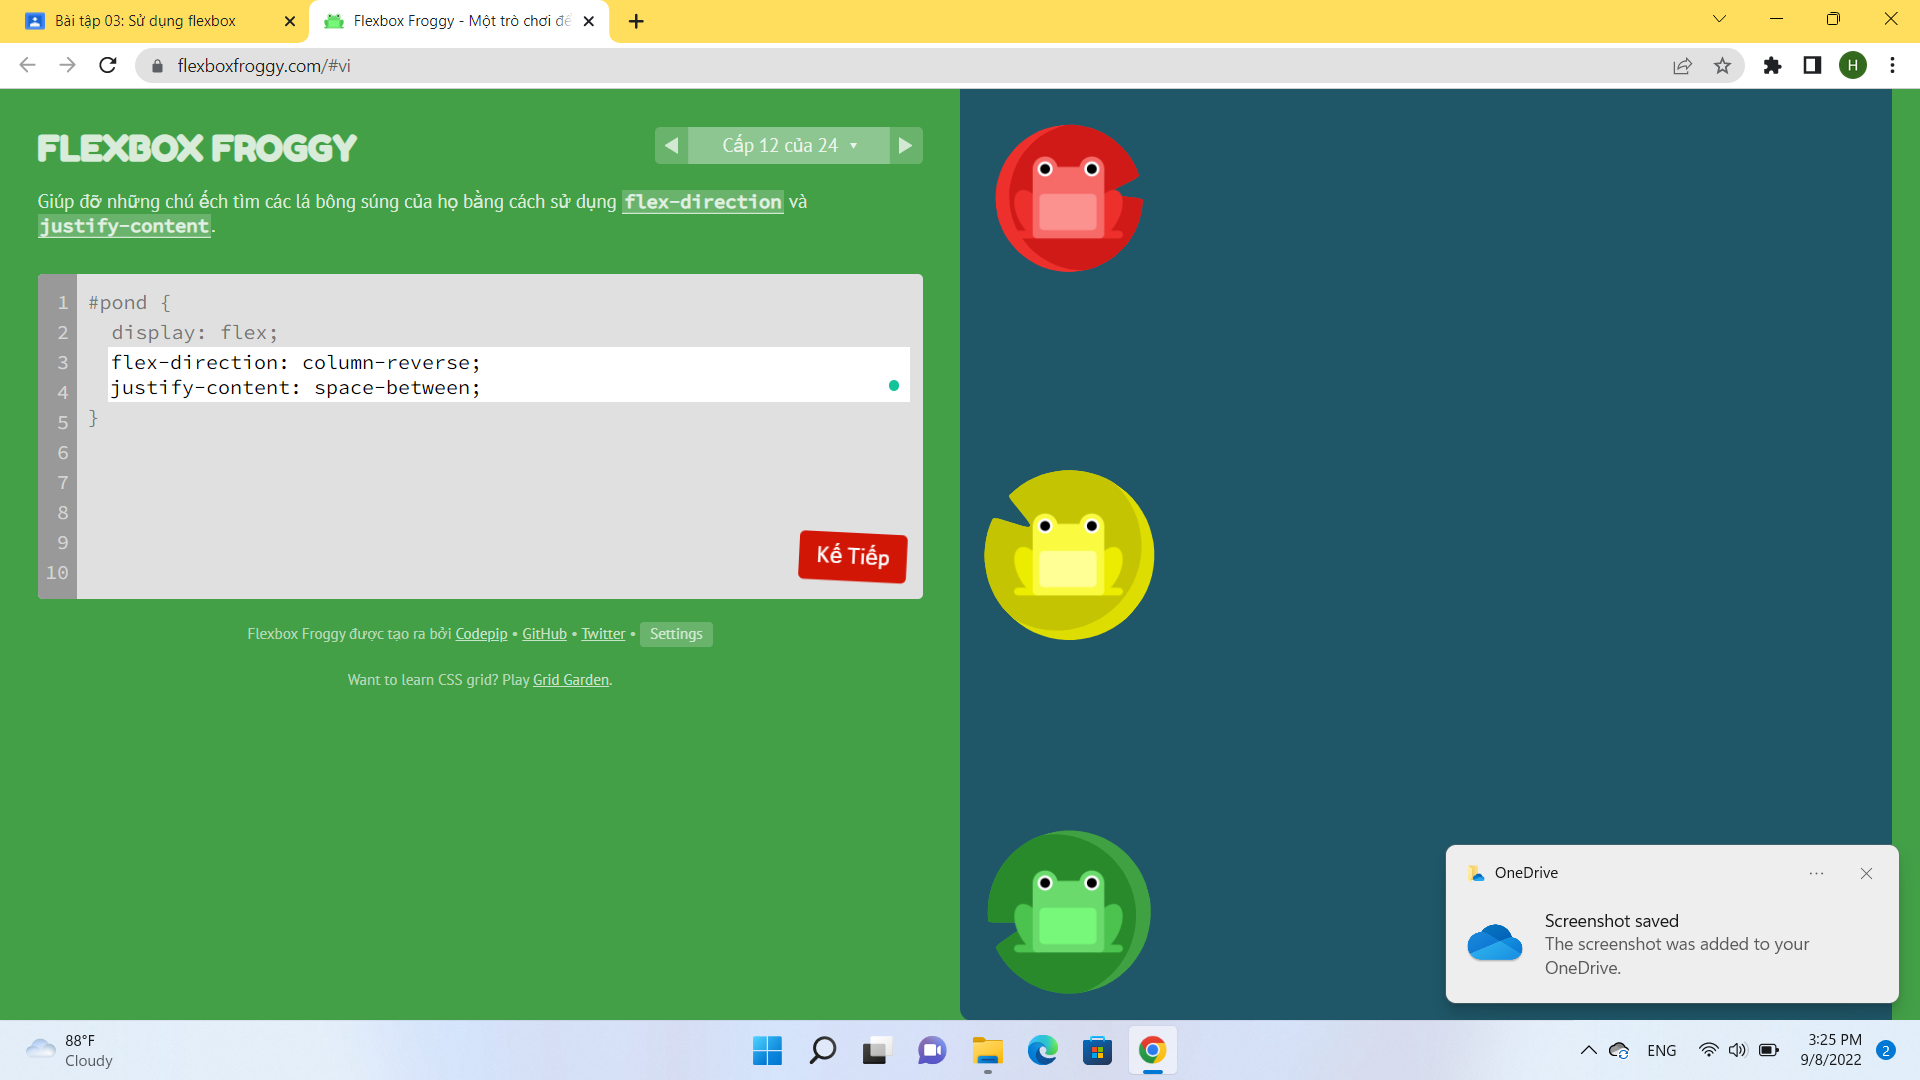 Bài tập 03: Sử dụng flexbox
Flexbox Froggy - Một trò chơi để
flexboxfroggy.com/#vi
H
FLEXBOX FROGGY
Cấp 12 của 24
Giúp đỡ những chú ếch tìm các lá bông súng của họ bằng cách sử dụng flex-direction và
justify-content.
1 #pond {
2 display: flex;
3 flex-direction: column-reverse;
4 justify-content: space-between;
5 }
6
7
8
9
10
Kế Tiếp
Flexbox Froggy được tạo ra bởi Codepip • GitHub • Twitter • Settings
Want to learn CSS grid? Play Grid Garden.
OneDrive
Screenshot saved
The screenshot was added to your
OneDrive.
88°F
Cloudy
ENG
3:25 PM
9/8/2022
2